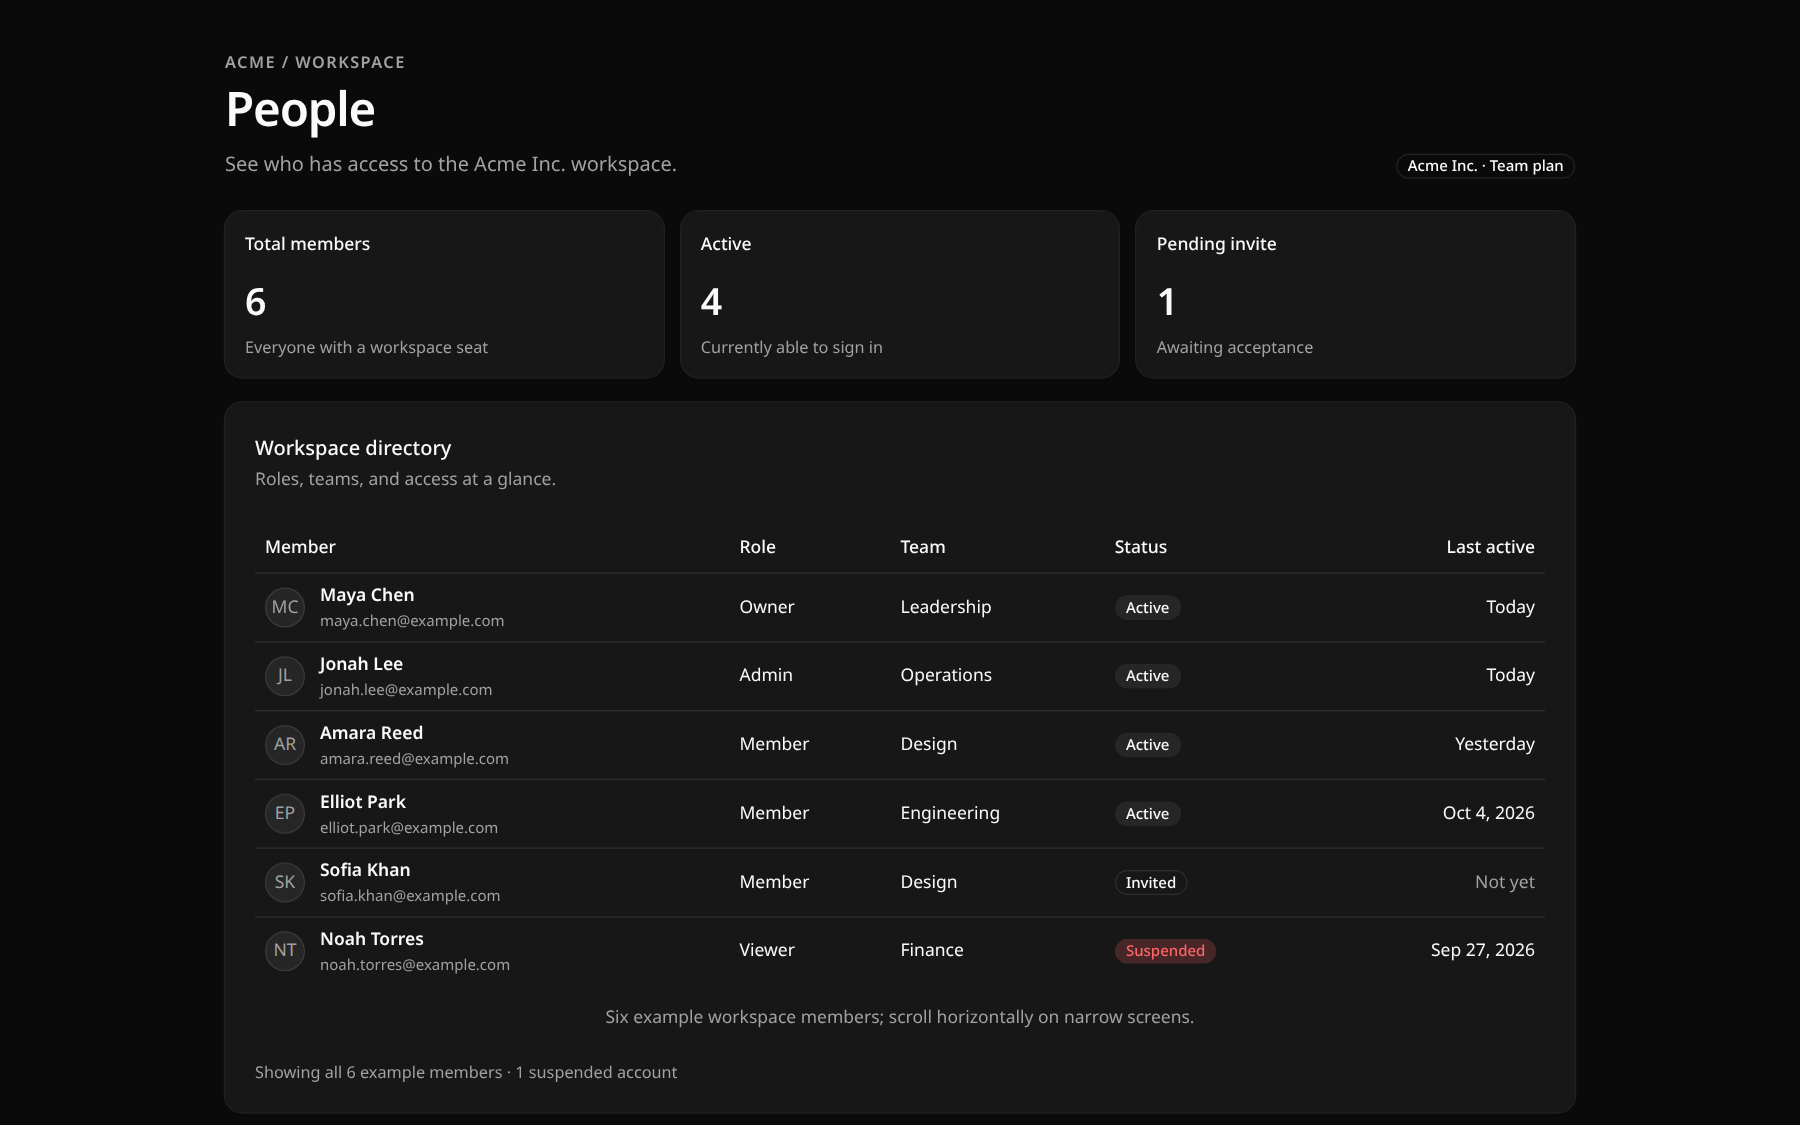 ACME / WORKSPACE
People
See who has access to the Acme Inc. workspace.
Acme Inc. · Team plan
Total members
6
Everyone with a workspace seat
Active
4
Currently able to sign in
Pending invite
1
Awaiting acceptance
Workspace directory
Roles, teams, and access at a glance.
Member Role Team Status Last active
MC Maya Chen Owner Leadership Active Today
maya.chen@example.com
JL Jonah Lee Admin Operations Active Today
jonah.lee@example.com
AR Amara Reed Member Design Active Yesterday
amara.reed@example.com
EP Elliot Park Member Engineering Active Oct 4, 2026
elliot.park@example.com
SK Sofia Khan Member Design Invited Not yet
sofia.khan@example.com
NT Noah Torres Viewer Finance Suspended Sep 27, 2026
noah.torres@example.com
Six example workspace members; scroll horizontally on narrow screens.
Showing all 6 example members · 1 suspended account